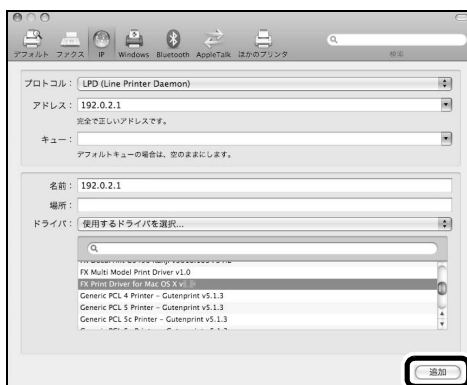 デフォルト ファクス IP Windows Bluetooth AppleTalk ほかのプリンタ 検索
プロトコル： LPD (Line Printer Daemon)
アドレス： 192.0.2.1
完全で正しいアドレスです。
キュー：
デフォルトキューの場合は、空のままにします。
名前： 192.0.2.1
場所：
ドライバ： 使用するドライバを選択...
FX Multi Model Print Driver v1.0
FX Print Driver for Mac OS X
Generic PCL 4 Printer – Gutenprint v5.1.3
Generic PCL 5 Printer – Gutenprint v5.1.3
Generic PCL 5c Printer – Gutenprint v5.1.3
追加